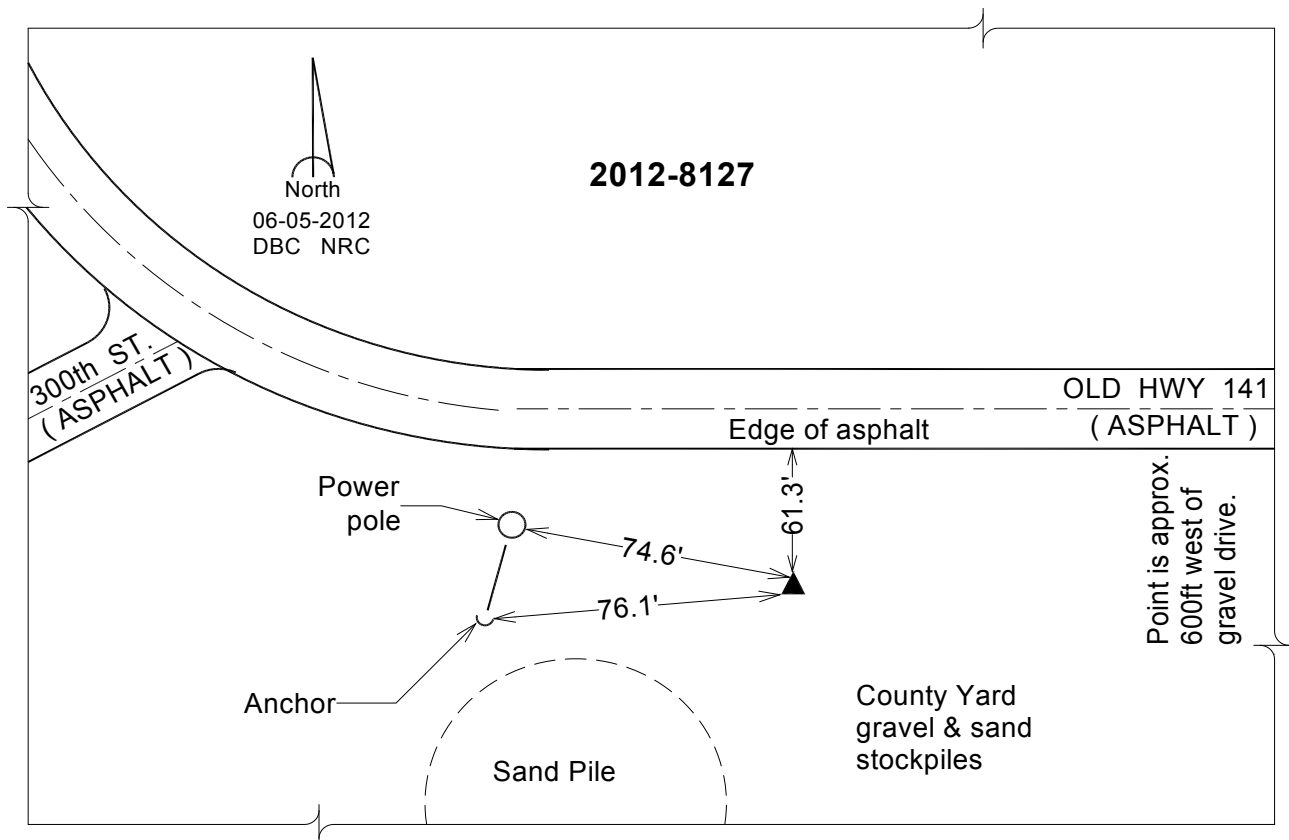 2012-8127
North
06-05-2012
DBC NRC
300th ST.
( ASPHALT )
OLD HWY 141
( ASPHALT )
Edge of asphalt
61.3'
Power
pole
74.6'
76.1'
Anchor
Point is approx.
600ft west of
gravel drive.
County Yard
gravel & sand
stockpiles
Sand Pile